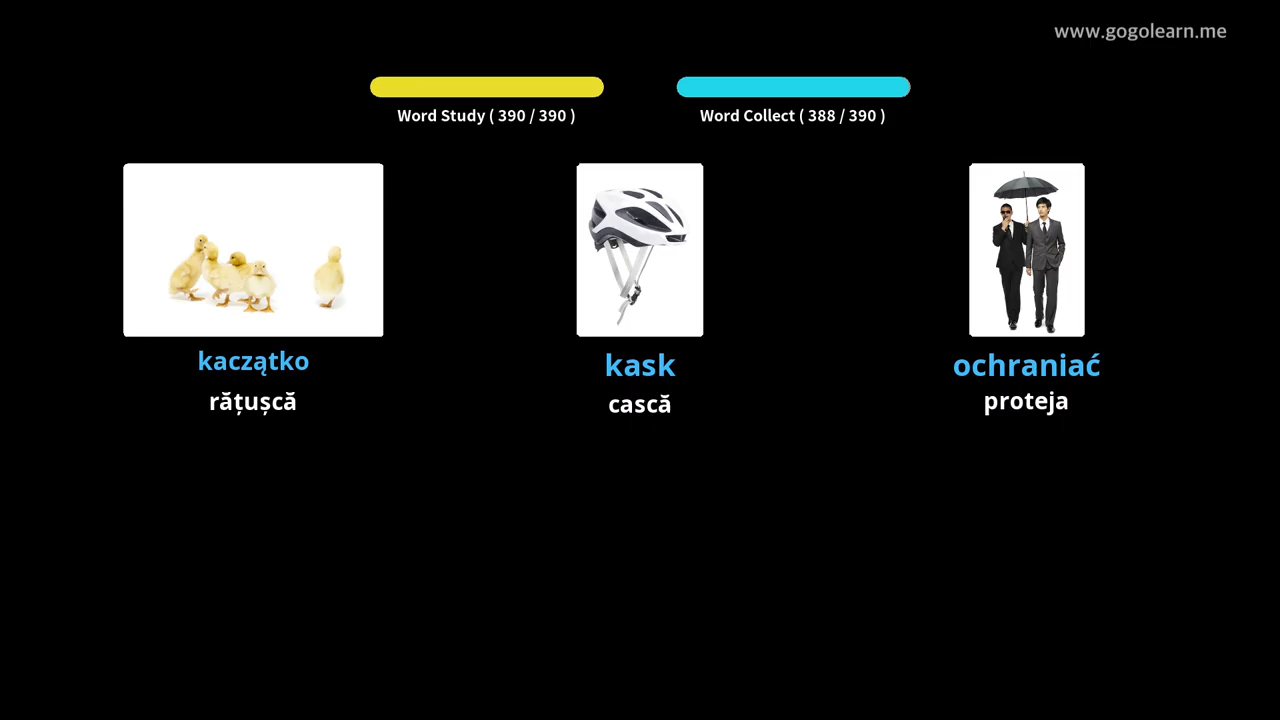 www.gogolearn.me
Word Study ( 390 / 390 )
Word Collect ( 388 / 390 )
kaczątko
kask
ochraniać
rățușcă
cască
proteja